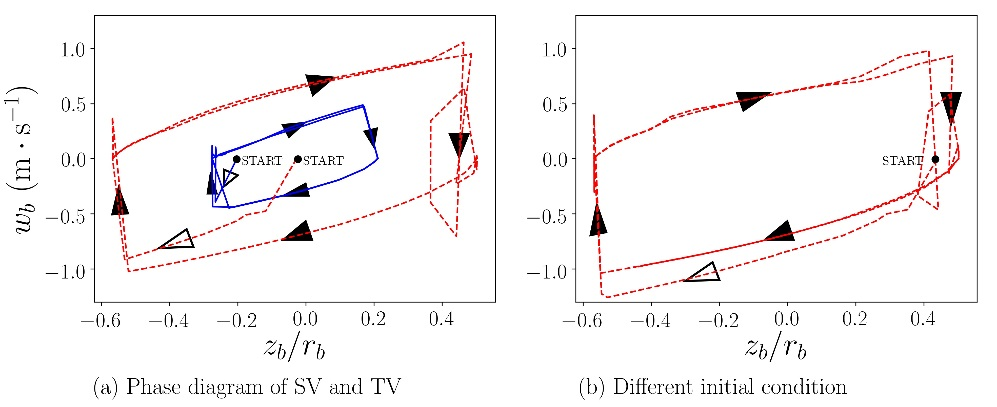 1.0
0.5
0.0
−0.5
−1.0
w_b (m · s⁻¹)
START
START
−0.6 −0.4 −0.2 0.0 0.2 0.4
z_b/r_b
(a) Phase diagram of SV and TV
1.0
0.5
0.0
−0.5
−1.0
START
−0.6 −0.4 −0.2 0.0 0.2 0.4
z_b/r_b
(b) Different initial condition